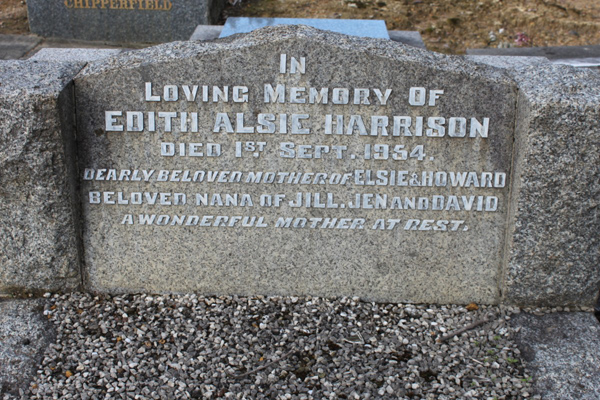 CHIPPERFIELD
IN
LOVING MEMORY OF
EDITH ALSIE HARRISON
DIED 1ST SEPT. 1954.
DEARLY BELOVED MOTHER OF ELSIE & HOWARD
BELOVED NANA OF JILL, JEN AND DAVID
A WONDERFUL MOTHER AT REST.